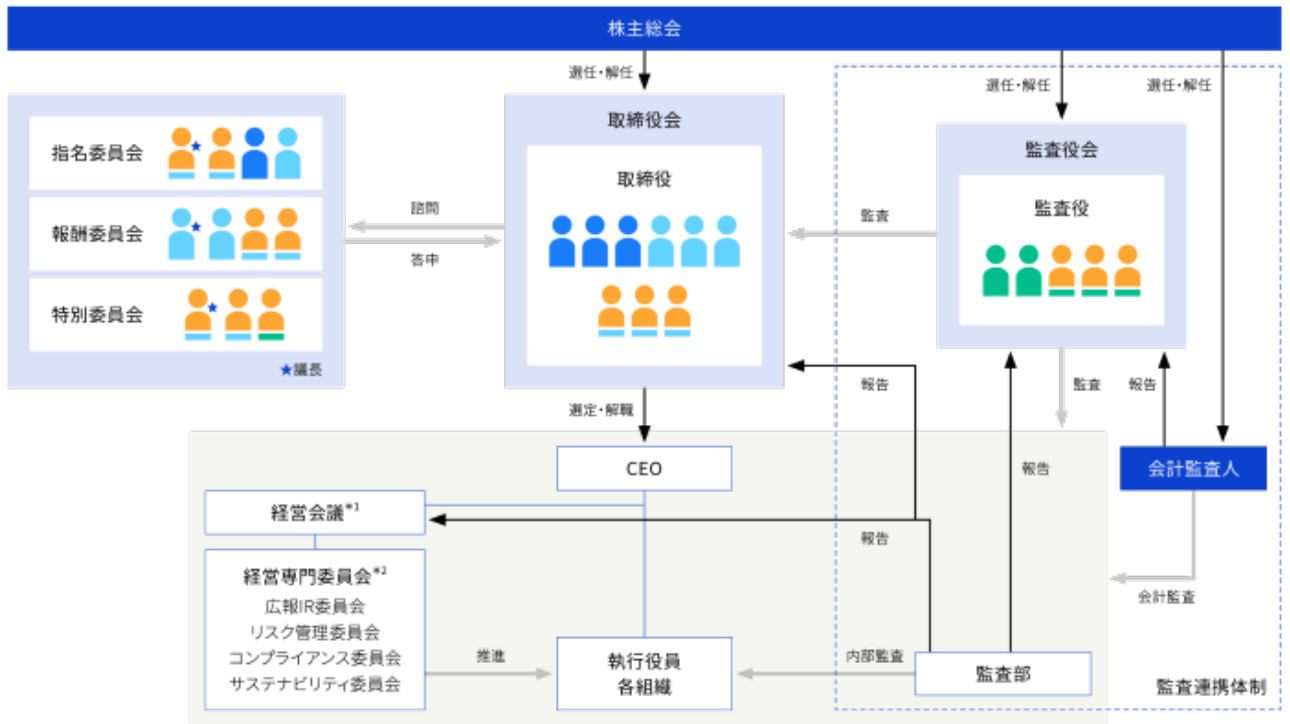 株主総会
選任・解任
選任・解任
選任・解任
指名委員会
報酬委員会
特別委員会
★議長
諮問
答申
取締役会
取締役
監査
監査役会
監査役
選定・解職
報告
監査
報告
報告
CEO
会計監査人
経営会議*1
報告
経営専門委員会*2
広報IR委員会
リスク管理委員会
コンプライアンス委員会
サステナビリティ委員会
推進
執行役員
各組織
内部監査
監査部
会計監査
監査連携体制